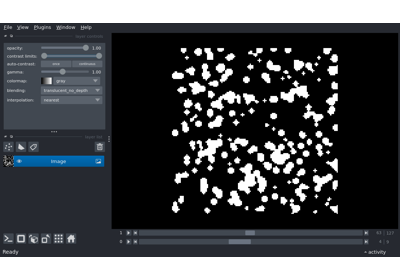 File View Plugins Window Help
opacity: 1.00
contrast limits:
auto-contrast: once continuous
gamma: 1.00
colormap: gray
blending: translucent_no_depth
interpolation: nearest
Image
1
0
Ready
activity